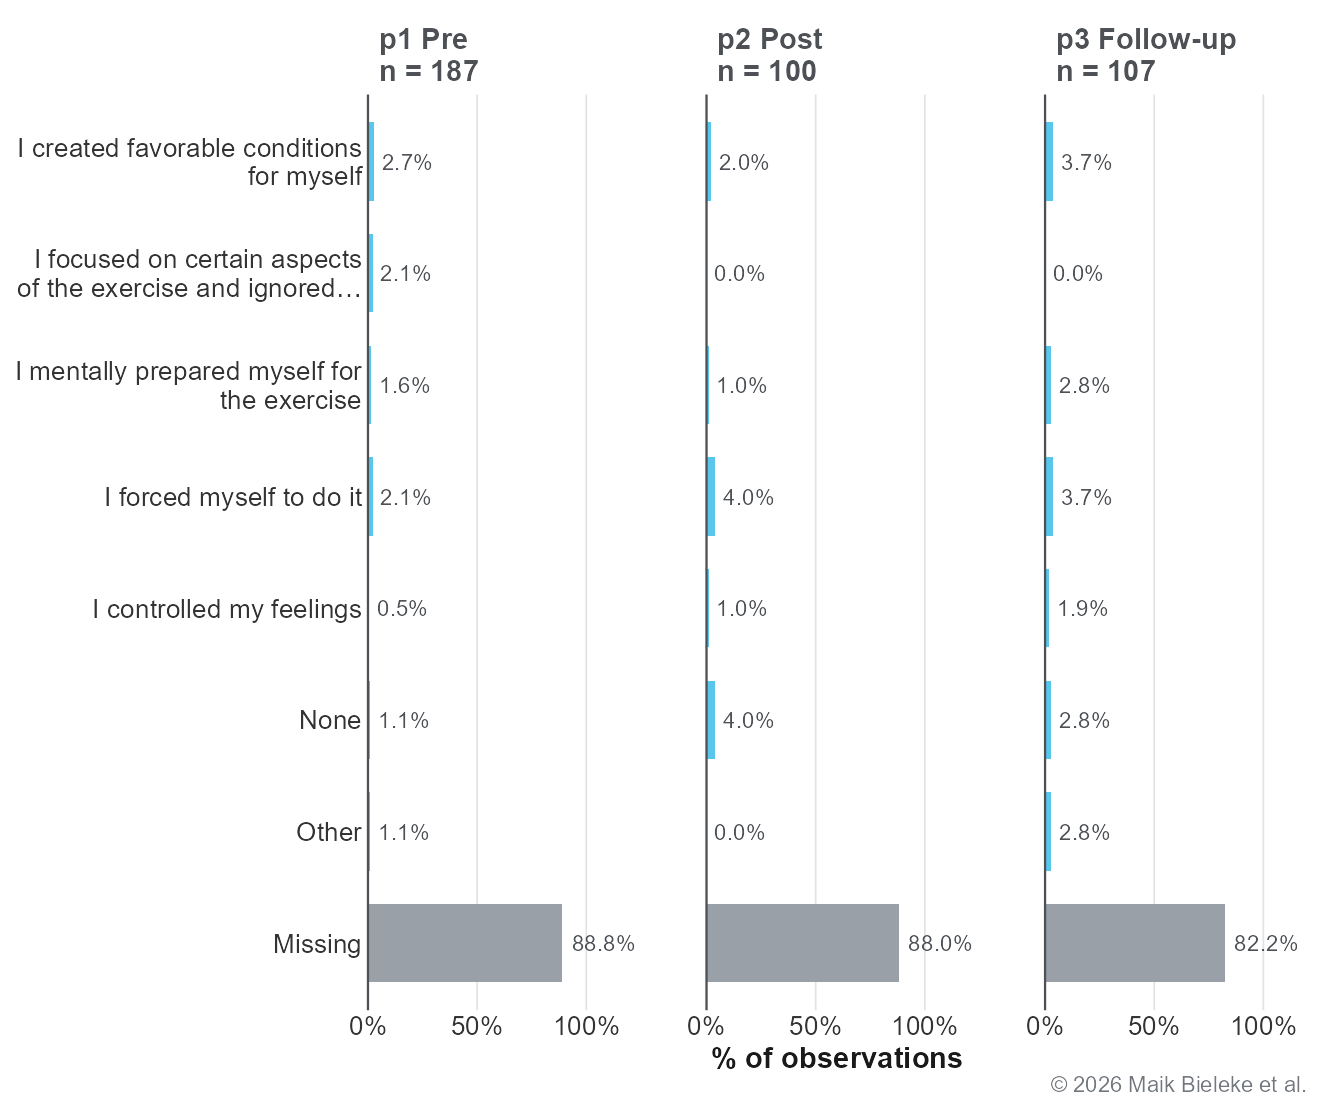 p1 Pre
n = 187
p2 Post
n = 100
p3 Follow-up
n = 107
I created favorable conditions
for myself
2.7%
2.0%
3.7%
I focused on certain aspects
of the exercise and ignored…
2.1%
0.0%
0.0%
I mentally prepared myself for
the exercise
1.6%
1.0%
2.8%
I forced myself to do it
2.1%
4.0%
3.7%
I controlled my feelings
0.5%
1.0%
1.9%
None
1.1%
4.0%
2.8%
Other
1.1%
0.0%
2.8%
Missing
88.8%
88.0%
82.2%
0% 50% 100%
0% 50% 100%
0% 50% 100%
% of observations
© 2026 Maik Bieleke et al.